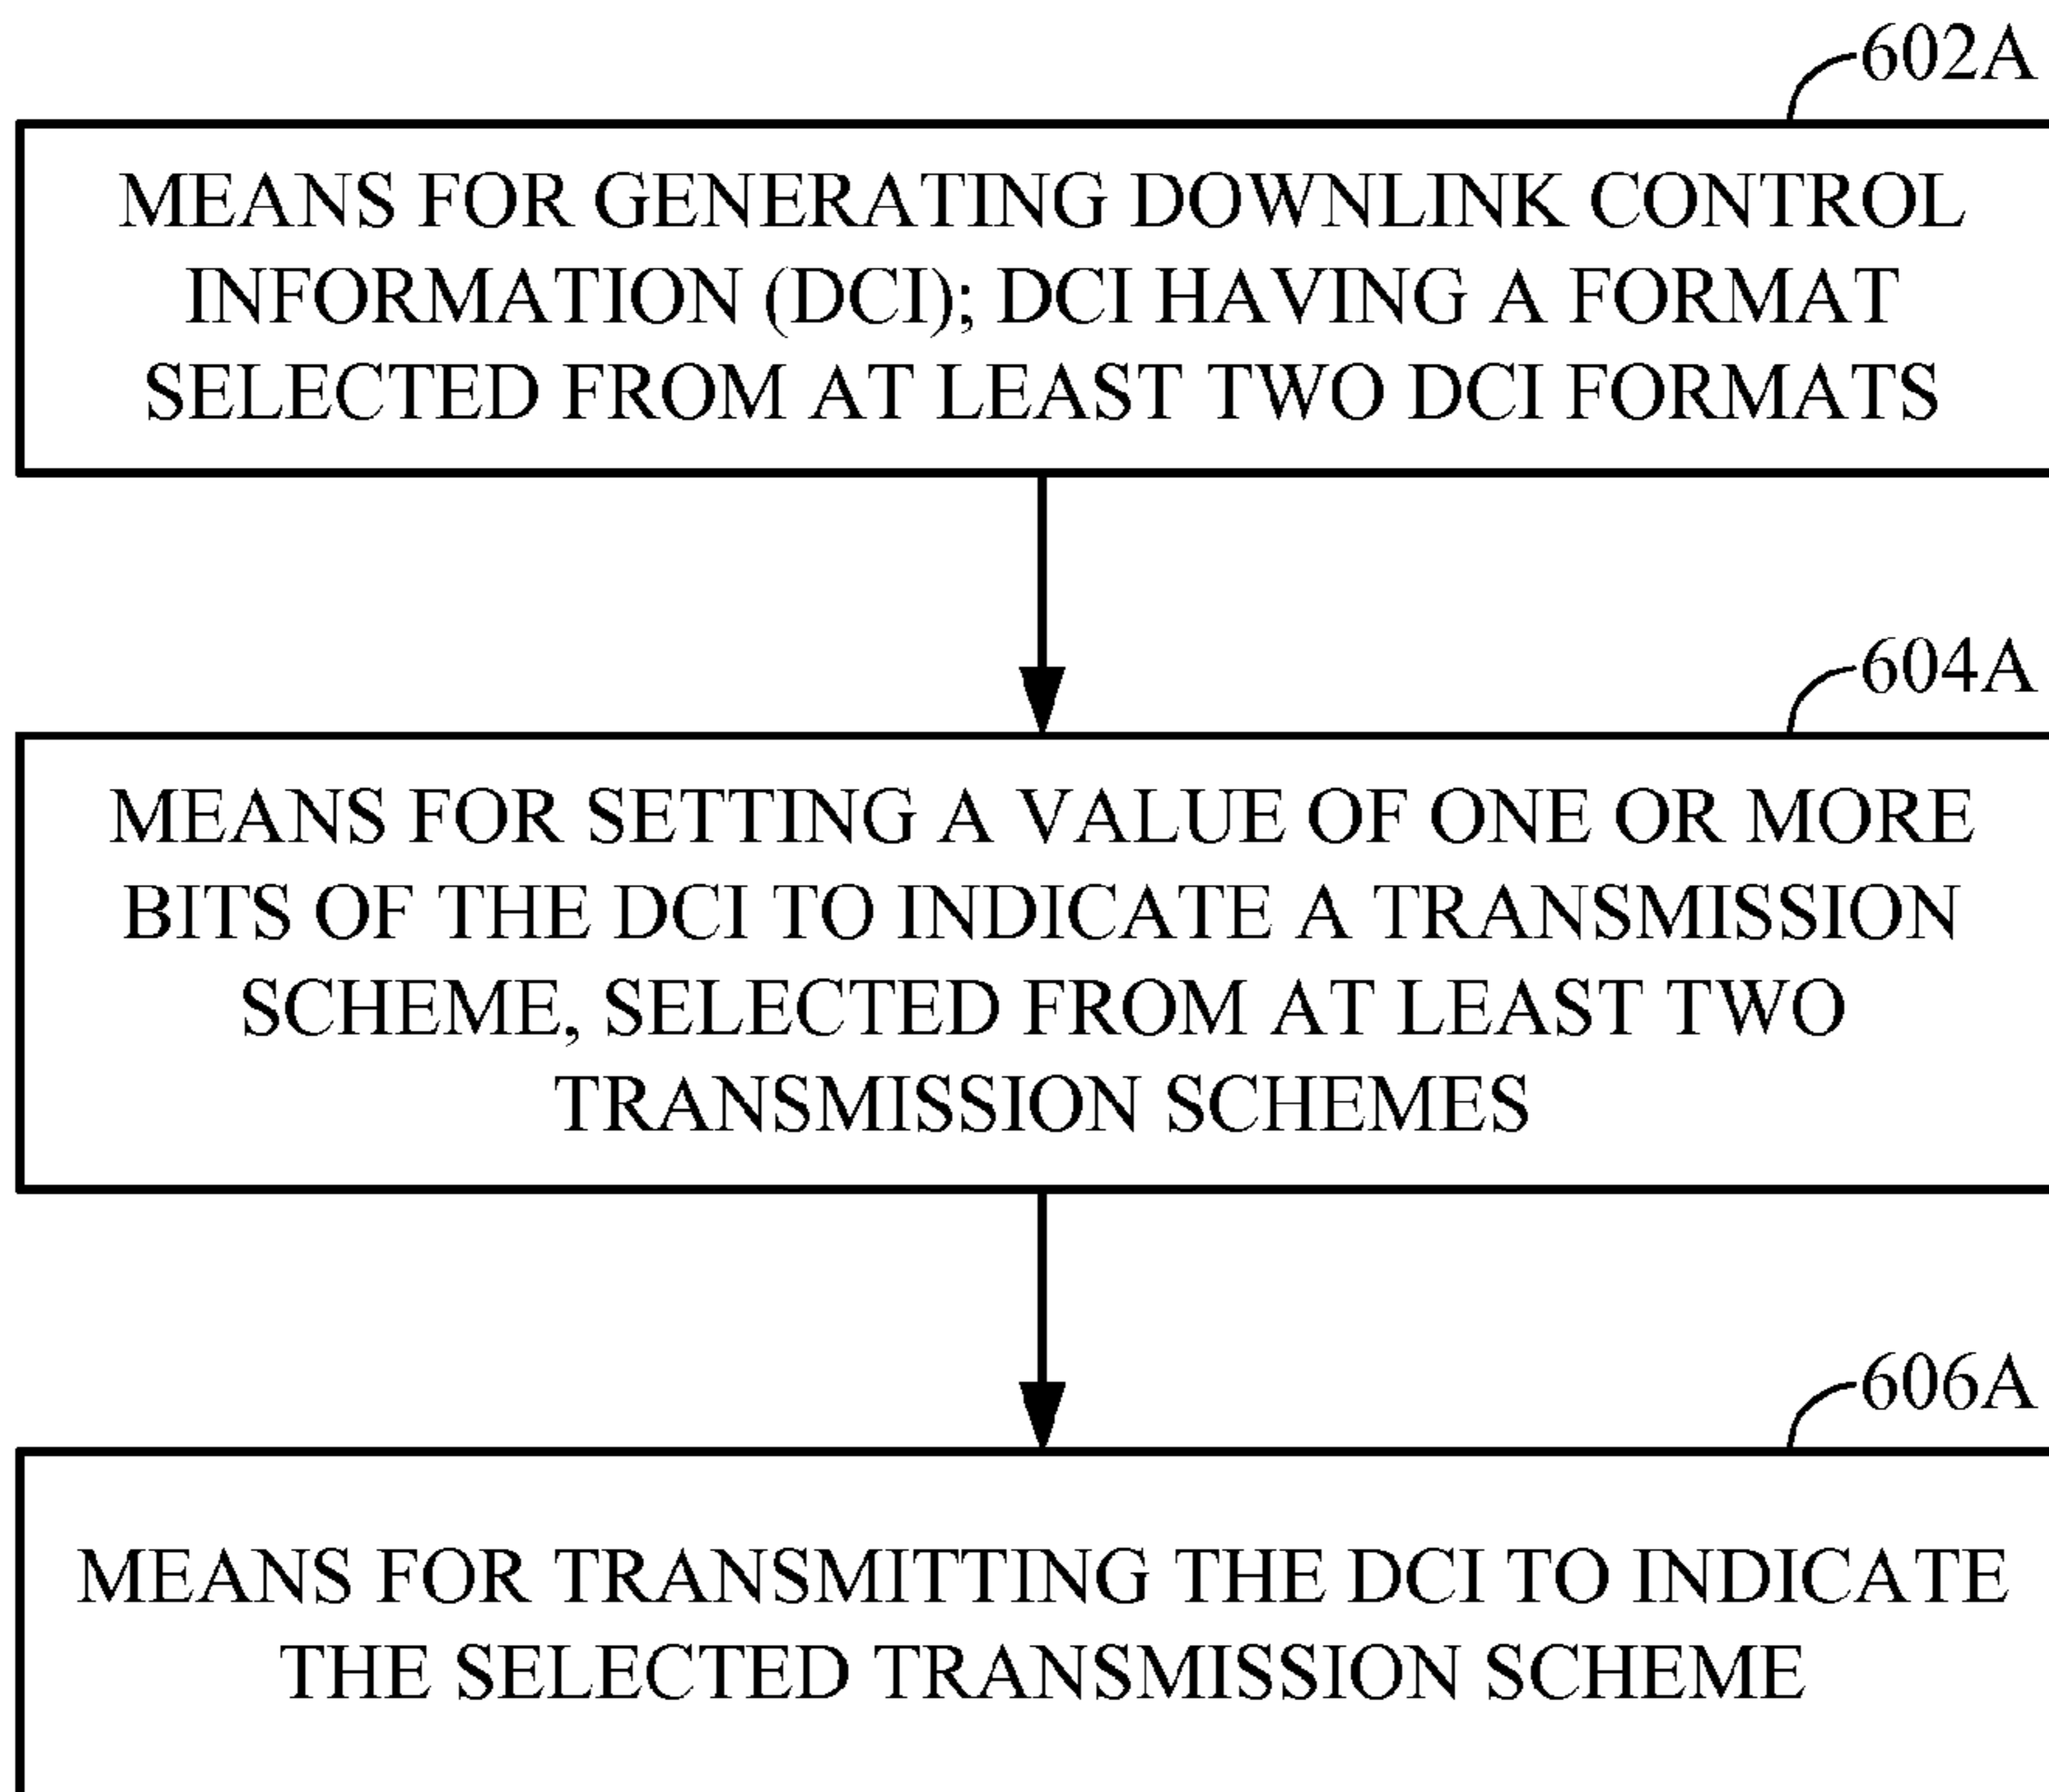 602A
MEANS FOR GENERATING DOWNLINK CONTROL
INFORMATION (DCI); DCI HAVING A FORMAT
SELECTED FROM AT LEAST TWO DCI FORMATS
604A
MEANS FOR SETTING A VALUE OF ONE OR MORE
BITS OF THE DCI TO INDICATE A TRANSMISSION
SCHEME, SELECTED FROM AT LEAST TWO
TRANSMISSION SCHEMES
606A
MEANS FOR TRANSMITTING THE DCI TO INDICATE
THE SELECTED TRANSMISSION SCHEME